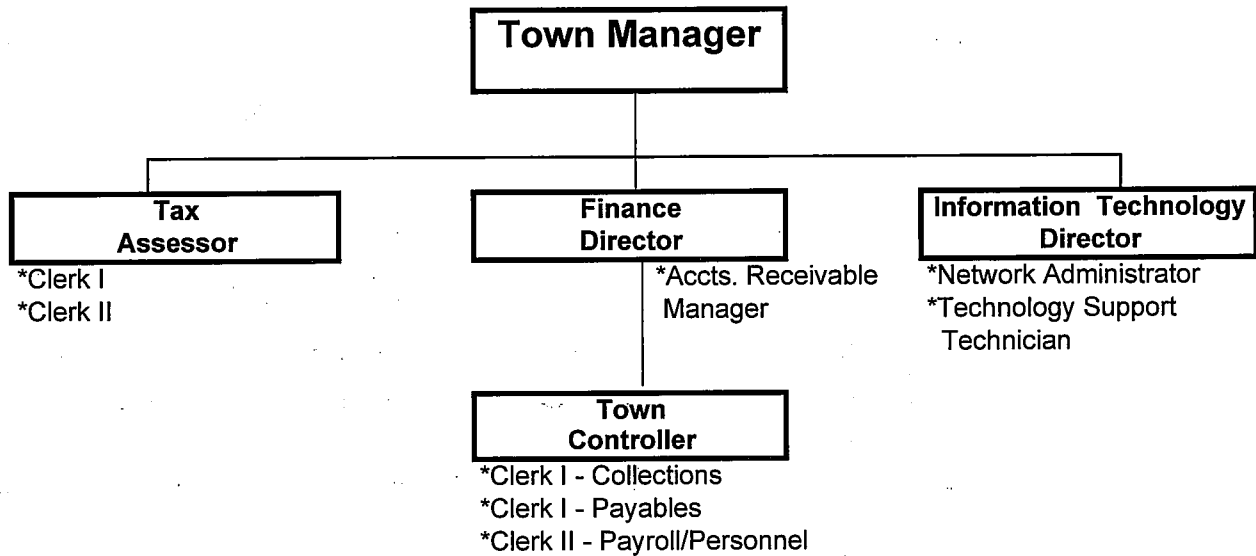 Town Manager
Tax
Assessor
*Clerk I
*Clerk II
Finance
Director
*Accts. Receivable
Manager
Information Technology
Director
*Network Administrator
*Technology Support
Technician
Town
Controller
*Clerk I - Collections
*Clerk I - Payables
*Clerk II - Payroll/Personnel